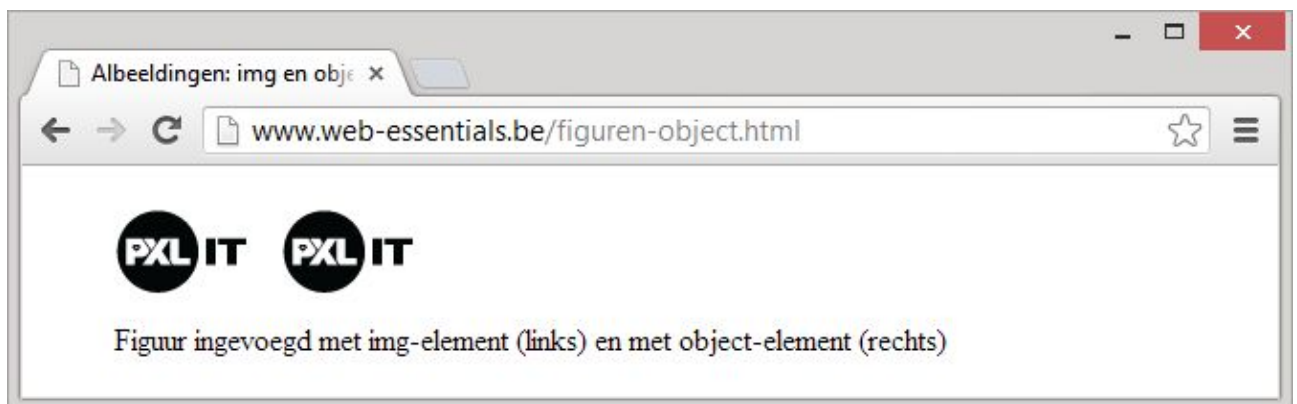 Albeeldingen: img en obje
www.web-essentials.be/figuren-object.html
PXL IT PXL IT
Figuur ingevoegd met img-element (links) en met object-element (rechts)